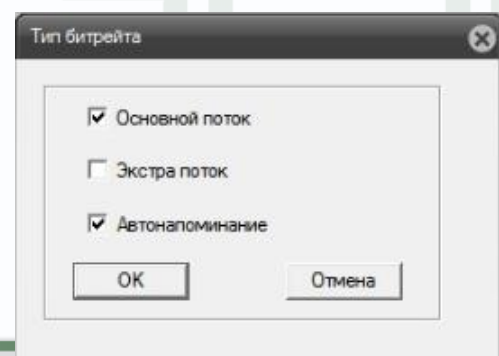 Тип битрейта
Основной поток
Экстра поток
Автонапоминание
OK
Отмена